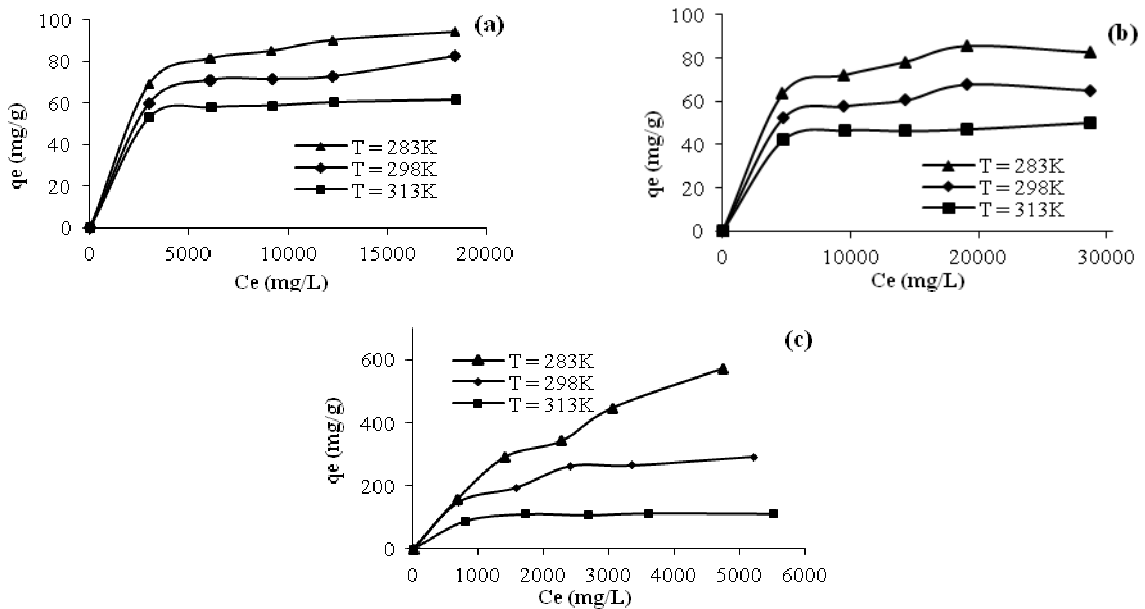 (a)
100
80
60
40
20
0
qe (mg/g)
T = 283K
T = 298K
T = 313K
0 5000 10000 15000 20000
Ce (mg/L)
(b)
100
80
60
40
20
0
qe (mg/g)
T = 283K
T = 298K
T = 313K
0 10000 20000 30000
Ce (mg/L)
(c)
600
400
200
0
qe (mg/g)
T = 283K
T = 298K
T = 313K
0 1000 2000 3000 4000 5000 6000
Ce (mg/L)